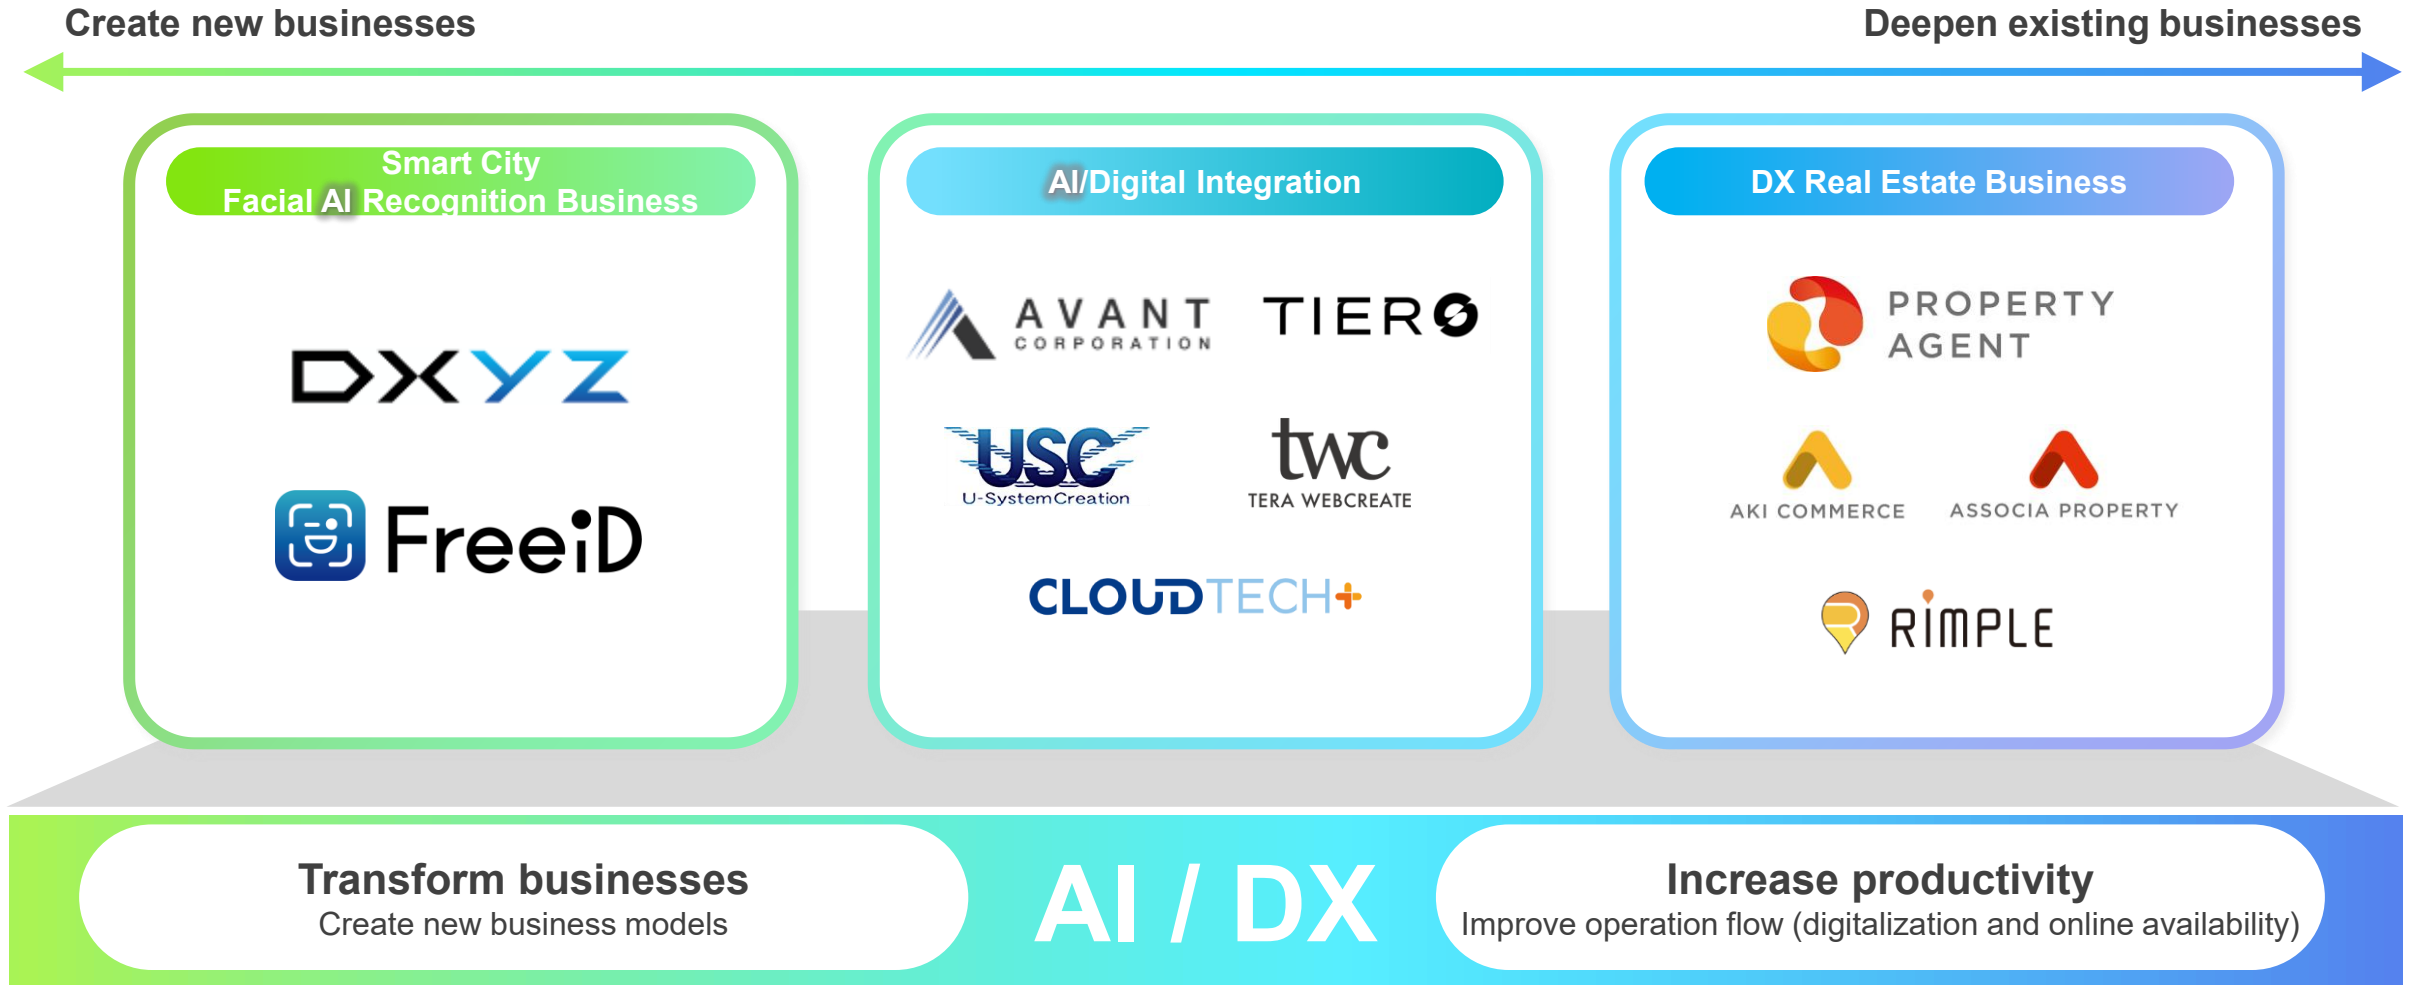 Create new businesses
Deepen existing businesses
Smart City
Facial AI Recognition Business
DXYZ
FreeiD
AI/Digital Integration
AVANT
CORPORATION
TIERS
USC
U-SystemCreation
twc
TERA WEBCREATE
CLOUDTECH+
DX Real Estate Business
PROPERTY
AGENT
AKI COMMERCE
ASSOCIA PROPERTY
RIMPLE
Transform businesses
Create new business models
AI / DX
Increase productivity
Improve operation flow (digitalization and online availability)